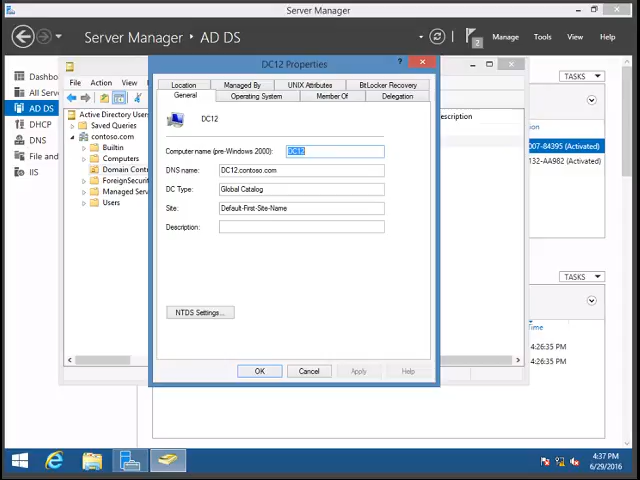 Server Manager
Server Manager • AD DS
2
Manage
Tools
View
Help
Dashbo
All Serve
AD DS
DHCP
DNS
File and
IIS
File
Action
View
Active Directory Users
Saved Queries
contoso.com
Builtin
Computers
Domain Contr
ForeignSecurit
Managed Serv
Users
DC12 Properties
?
Location
Managed By
UNIX Attributes
BitLocker Recovery
General
Operating System
Member Of
Delegation
DC12
Computer name (pre-Windows 2000):
DC12
DNS name:
DC12.contoso.com
DC Type:
Global Catalog
Site:
Default-First-Site-Name
Description:
NTDS Settings...
OK
Cancel
Apply
Help
escription
TASKS
ion
007-84395 (Activated)
132-AA982 (Activated)
TASKS
Time
4:26:35 PM
4:26:35 PM
4:37 PM
6/29/2016